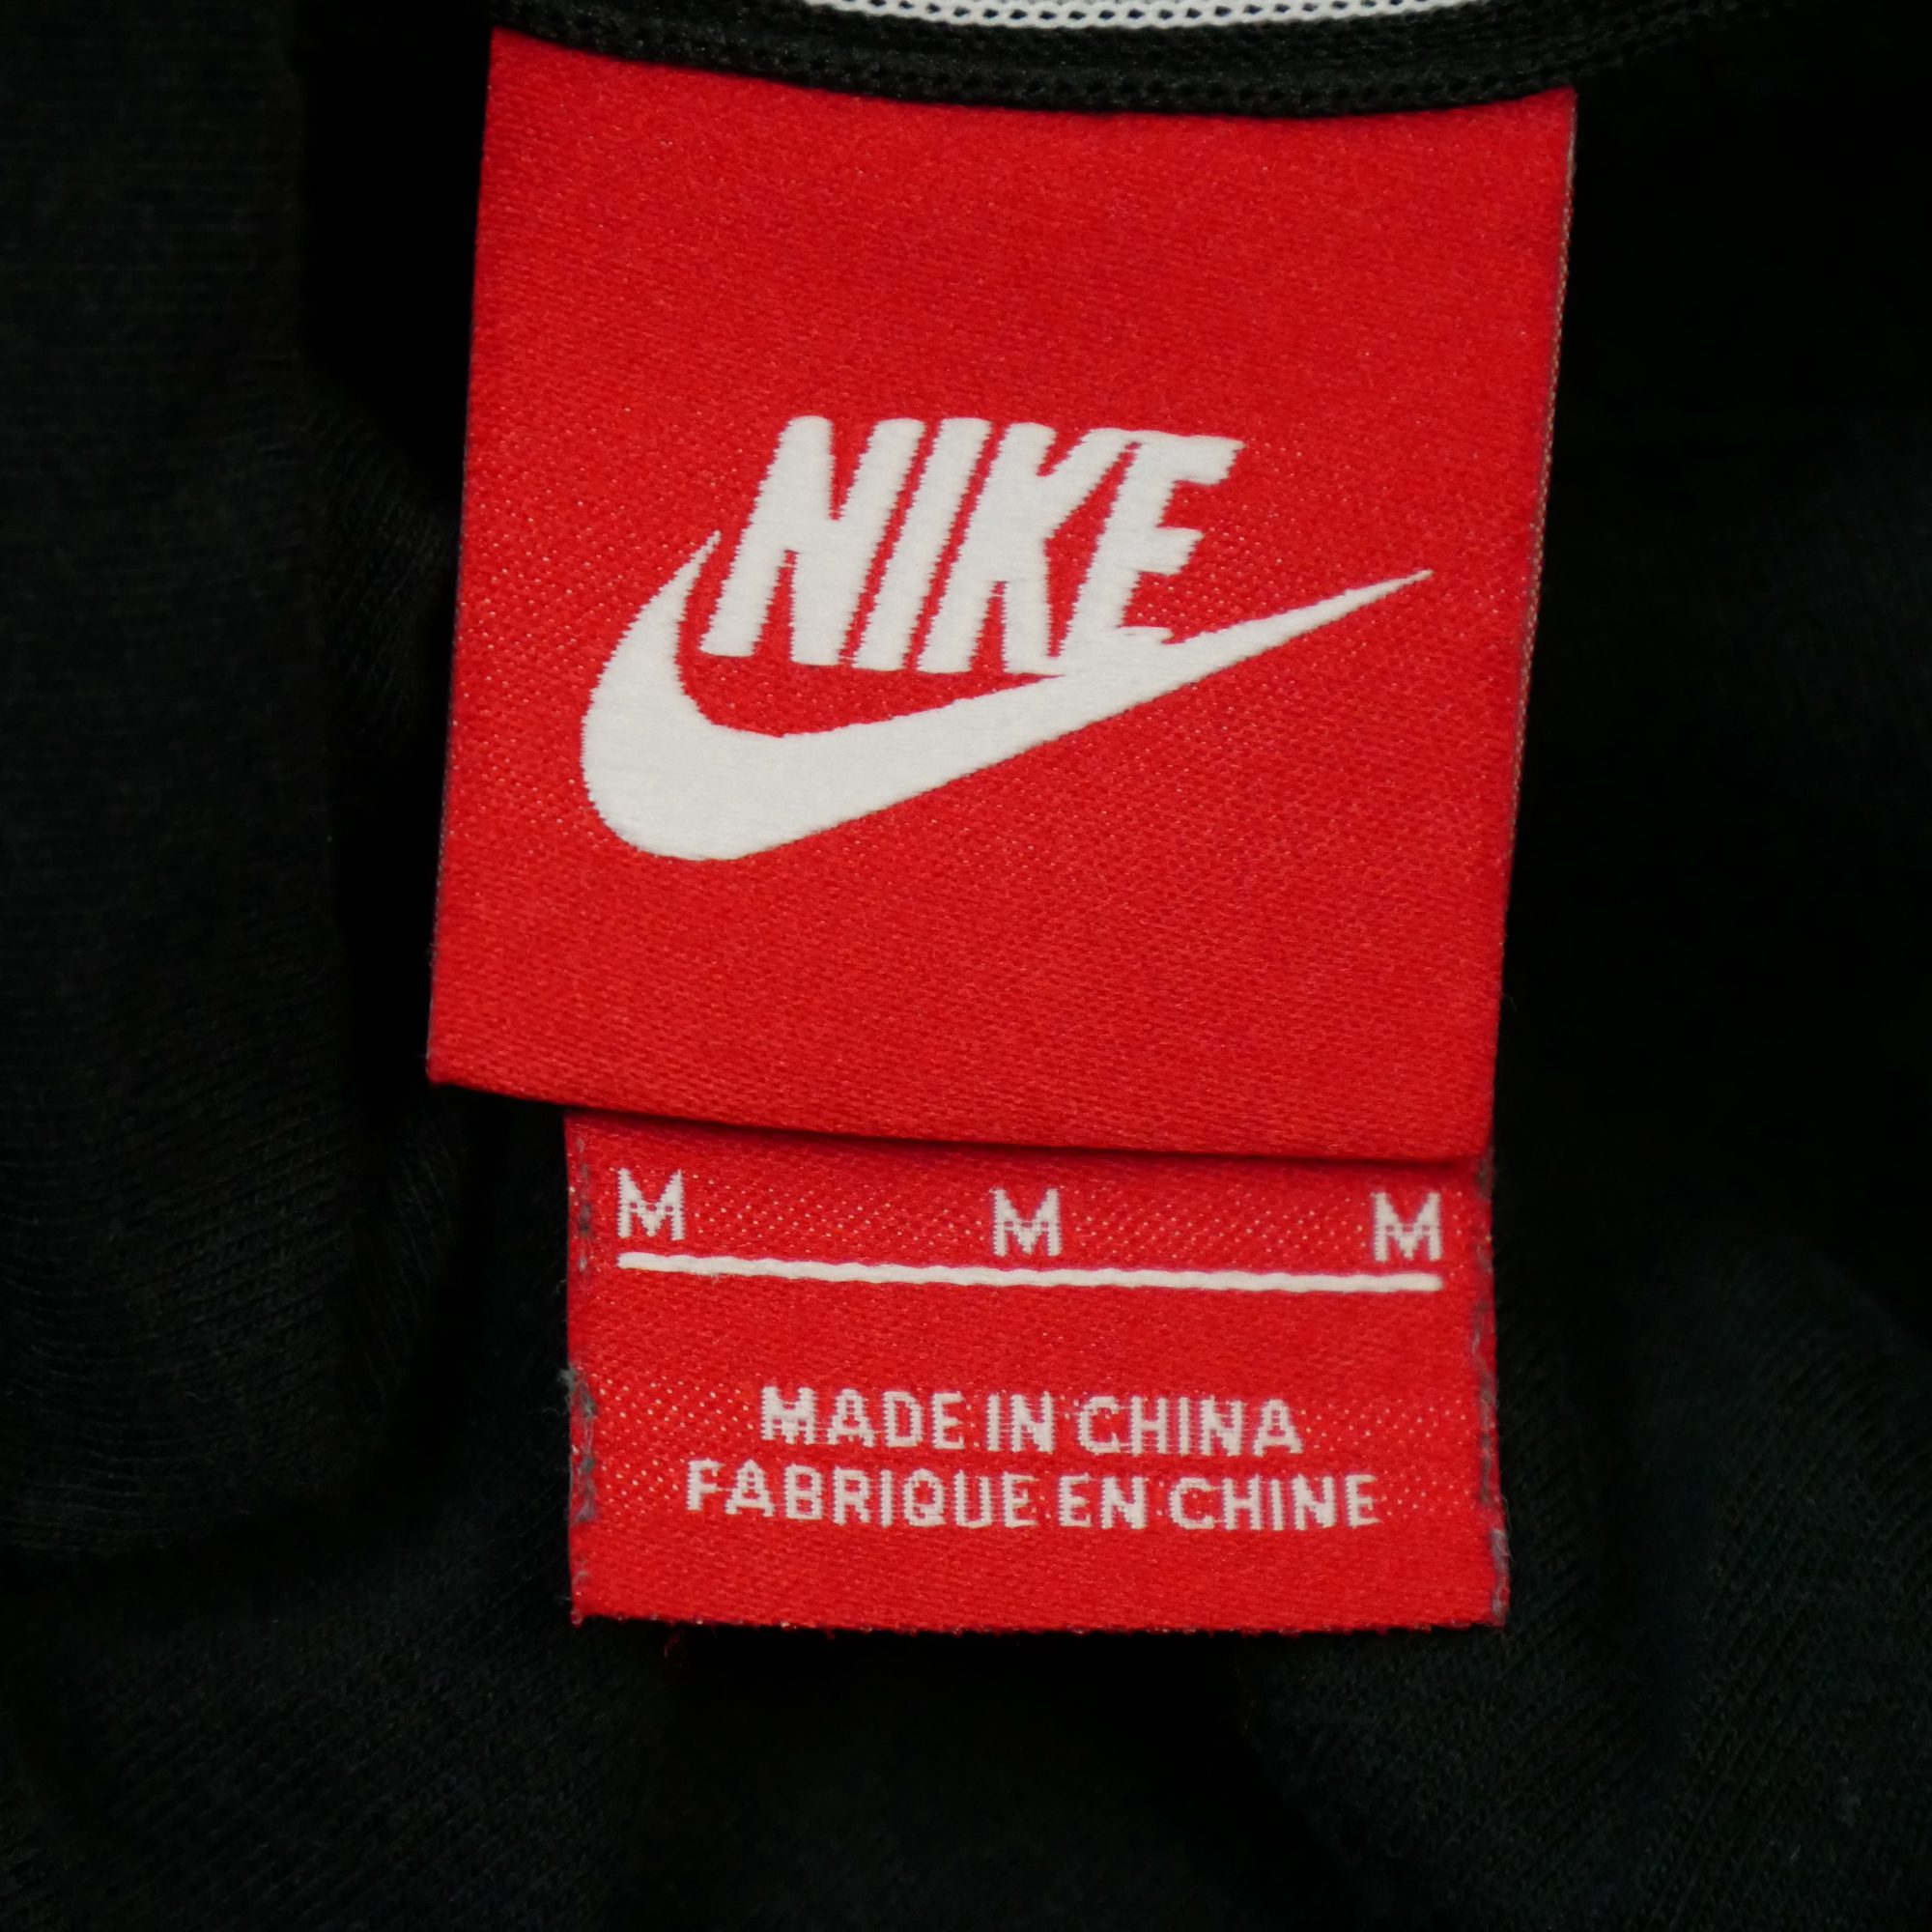 NIKE
M M M
MADE IN CHINA
FABRIQUE EN CHINE